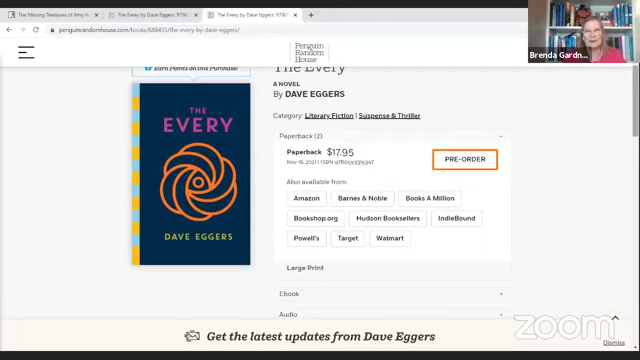 The Missing Treasures of Amy As
The Every by Dave Eggers: 9780
The Every by Dave Eggers: 9780
penguinrandomhouse.com/books/688435/the-every-by-dave-eggers/
Brenda Gardn...
Penguin
Random
House
Earn Points on This Purchase
The Every
A NOVEL
By DAVE EGGERS
Category: Literary Fiction | Suspense & Thriller
THE
EVERY
DAVE EGGERS
Paperback (2)
Paperback $17.95
Nov 16, 2021 | ISBN 9780593315347
PRE-ORDER
Also available from:
Amazon
Barnes & Noble
Books A Million
Bookshop.org
Hudson Booksellers
IndieBound
Powell's
Target
Walmart
Large Print
Ebook
Audio
Get the latest updates from Dave Eggers
zoom
Dismiss